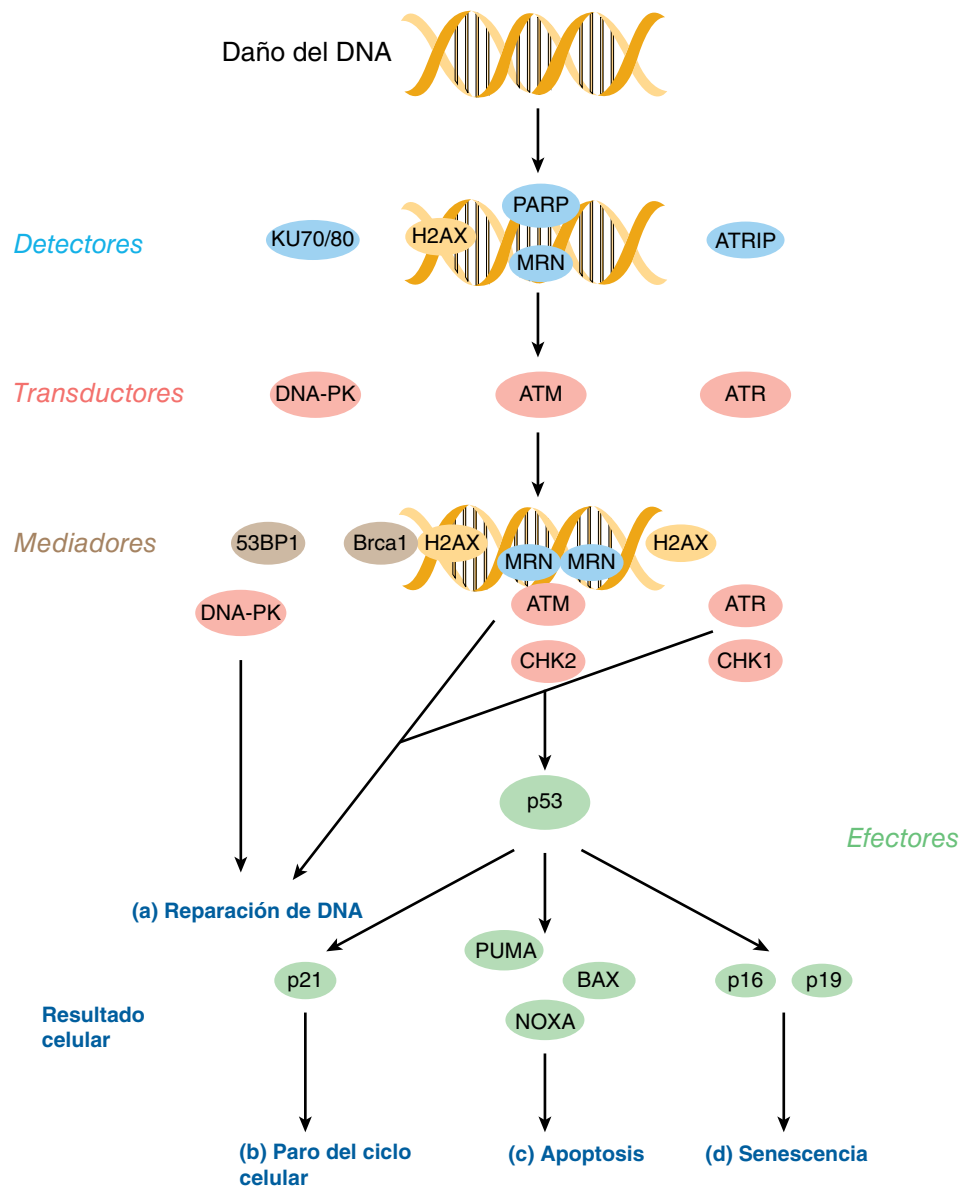 Daño del DNA
PARP
KU70/80
H2AX
ATRIP
Detectores
MRN
Transductores
DNA-PK
ATM
ATR
Mediadores
53BP1
Brca1
H2AX
H2AX
MRN
MRN
DNA-PK
ATM
ATR
CHK2
CHK1
p53
Efectores
(a) Reparación de DNA
PUMA
p21
BAX
p16
p19
NOXA
Resultado
celular
(b) Paro del ciclo
celular
(c) Apoptosis
(d) Senescencia